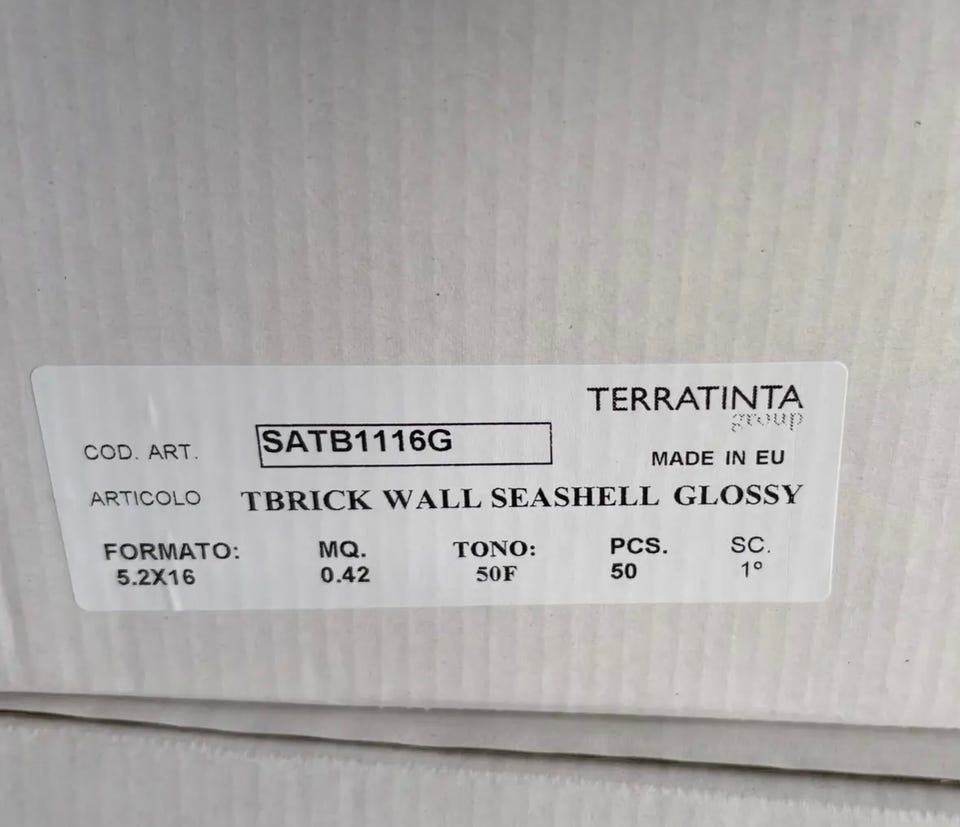 TERRATINTA
group
COD. ART. SATB1116G
MADE IN EU
ARTICOLO TBRICK WALL SEASHELL GLOSSY
FORMATO: MQ. TONO: PCS. SC.
5.2X16 0.42 50F 50 1°